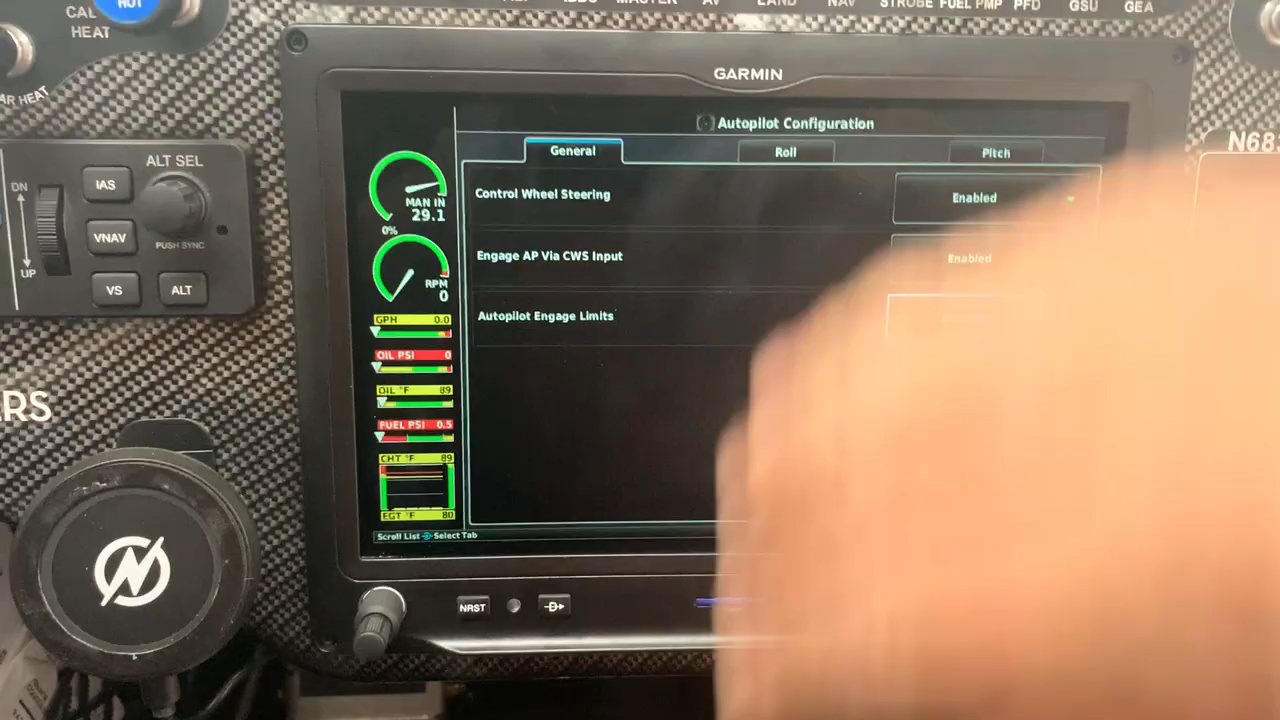 HOT
CAL
HEAT
MASTER
AV
LAND
NAV
STROBE
FUEL PMP
PFD
GSU
GEA
HEAT
GARMIN
N68
ALT SEL
DN
UP
IAS
VNAV
VS
ALT
PUSH SYNC
Autopilot Configuration
General
Roll
Pitch
Control Wheel Steering
Enabled
Engage AP Via CWS Input
Enabled
Autopilot Engage Limits
MAN IN
29.1
0%
RPM
0
GPH 0.0
OIL PSI 0
OIL °F 89
FUEL PSI 0.5
CHT °F 89
EGT °F 80
Scroll List Select Tab
ERS
NRST
D